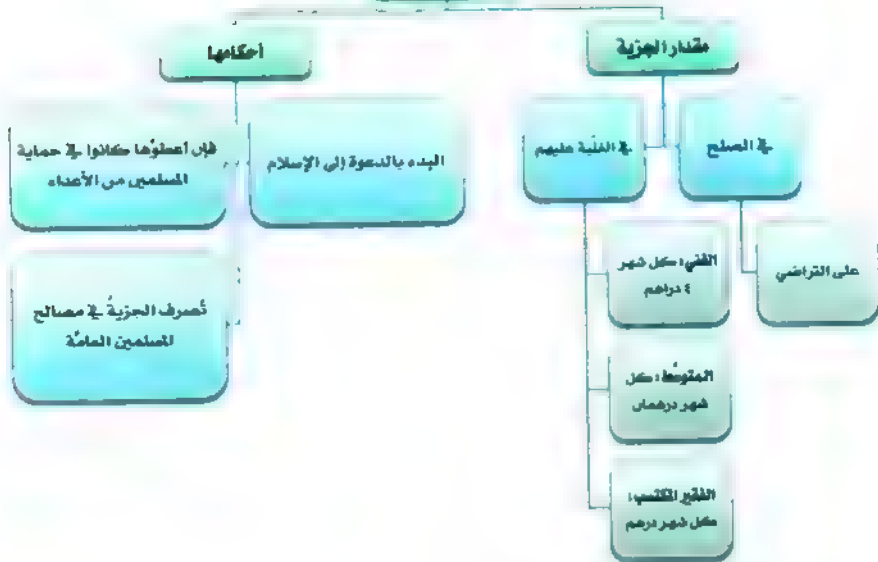 مقدار الجزية
في الصلح
على التراضي
في الغلبة عليهم
الغني: كل شهر
٤ دراهم
المتوسّط: كل
شهر درهمان
الفقير المكتسب:
كل شهر درهم
أحكامها
البدء بالدعوة إلى الإسلام
فإن أعطوها كانوا في حماية
المسلمين من الأعداء
تُصرف الجزيةُ في مصالح
المسلمين العامّة